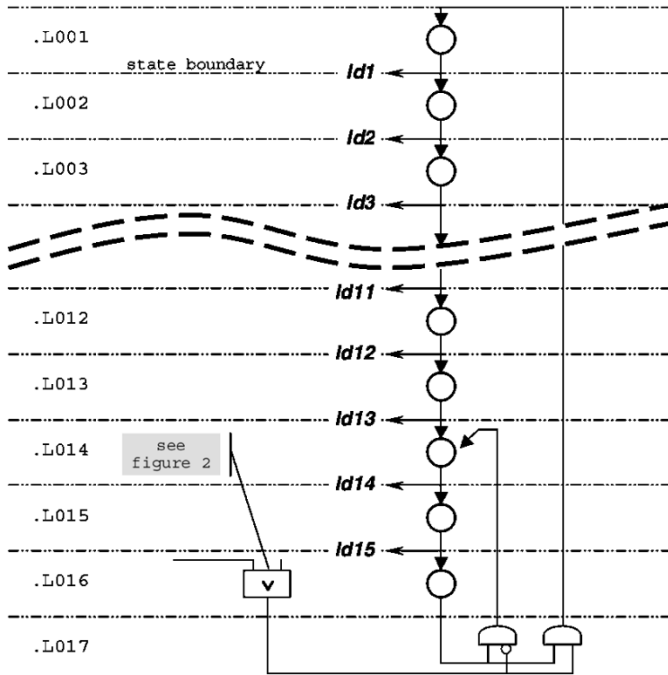 .L001
state boundary
ld1
.L002
ld2
.L003
ld3
ld11
.L012
ld12
.L013
ld13
.L014
see
figure 2
ld14
.L015
ld15
.L016
v
.L017